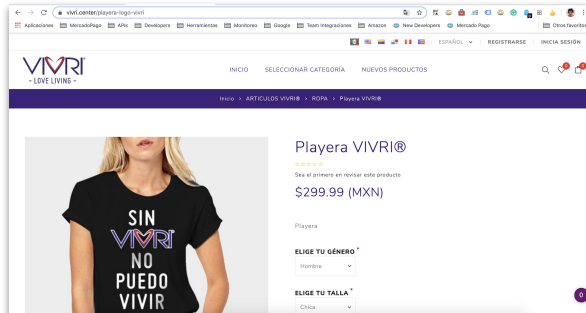 vivri.center/playera-logo-vivri
Aplicaciones MercadoPago APIs Developers Herramientas Monitoreo Google Team Integraciones Amazon New Developers Mercado Pago Otros favoritos
ESPAÑOL REGISTRARSE INICIA SESIÓN
VIVRI
- LOVE LIVING -
INICIO SELECCIONAR CATEGORÍA NUEVOS PRODUCTOS
Inicio > ARTICULOS VIVRI® > ROPA > Playera VIVRI®
Playera VIVRI®
Sea el primero en revisar este producto
$299.99 (MXN)
Playera
ELIGE TU GÉNERO *
Hombre
ELIGE TU TALLA *
Chica
SIN
VIVRI
NO
PUEDO
VIVIR
0